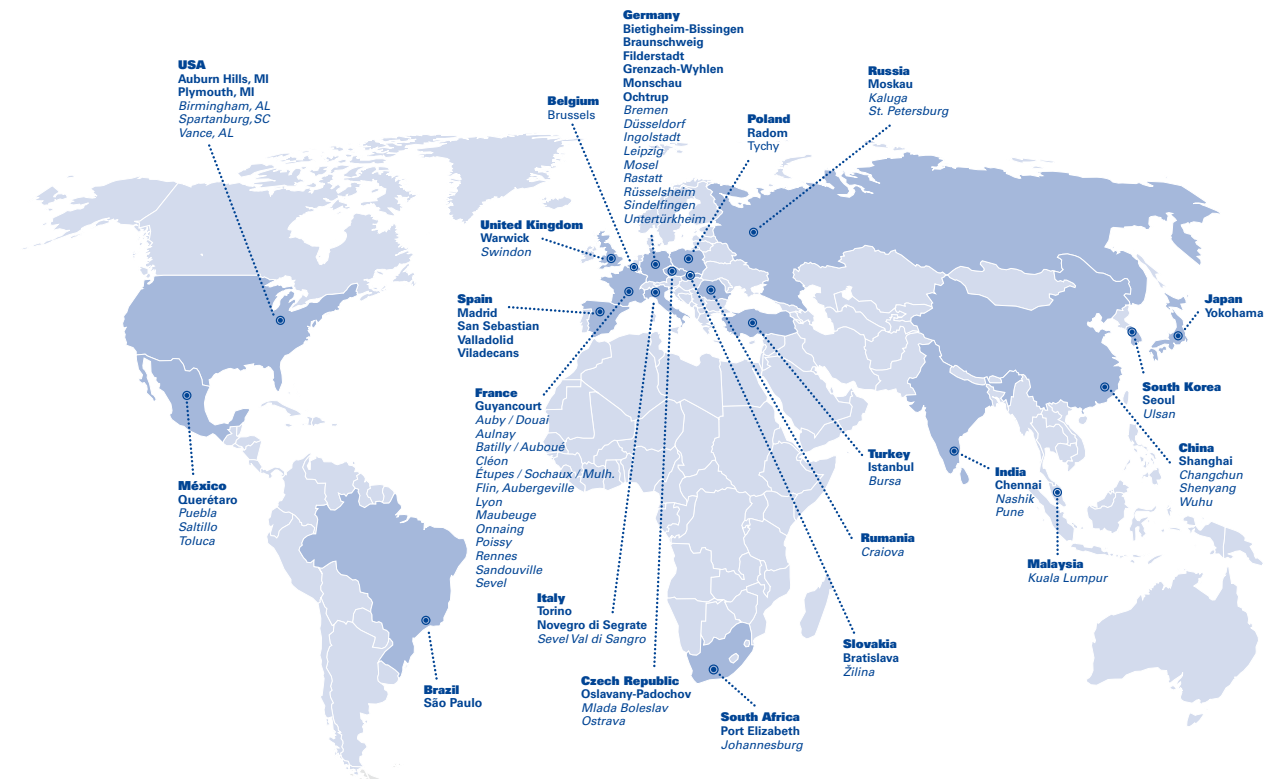 Germany
Bietigheim-Bissingen
Braunschweig
Filderstadt
Grenzach-Wyhlen
Monschau
Ochtrup
Bremen
Düsseldorf
Ingolstadt
Leipzig
Mosel
Rastatt
Rüsselsheim
Sindelfingen
Untertürkheim
USA
Auburn Hills, MI
Plymouth, MI
Birmingham, AL
Spartanburg, SC
Vance, AL
Belgium
Brussels
Poland
Radom
Tychy
Russia
Moskau
Kaluga
St. Petersburg
United Kingdom
Warwick
Swindon
Spain
Madrid
San Sebastian
Valladolid
Viladecans
Japan
Yokohama
France
Guyancourt
Auby / Douai
Aulnay
Batilly / Auboué
Cléon
Étupes / Sochaux / Mulh.
Flin, Aubergeville
Lyon
Maubeuge
Onnaing
Poissy
Rennes
Sandouville
Sevel
South Korea
Seoul
Ulsan
China
Shanghai
Changchun
Shenyang
Wuhu
Turkey
Istanbul
Bursa
India
Chennai
Nashik
Pune
México
Querétaro
Puebla
Saltillo
Toluca
Rumania
Craiova
Malaysia
Kuala Lumpur
Italy
Torino
Novegro di Segrate
Sevel Val di Sangro
Slovakia
Bratislava
Žilina
Czech Republic
Oslavany-Padochov
Mlada Boleslav
Ostrava
Brazil
São Paulo
South Africa
Port Elizabeth
Johannesburg